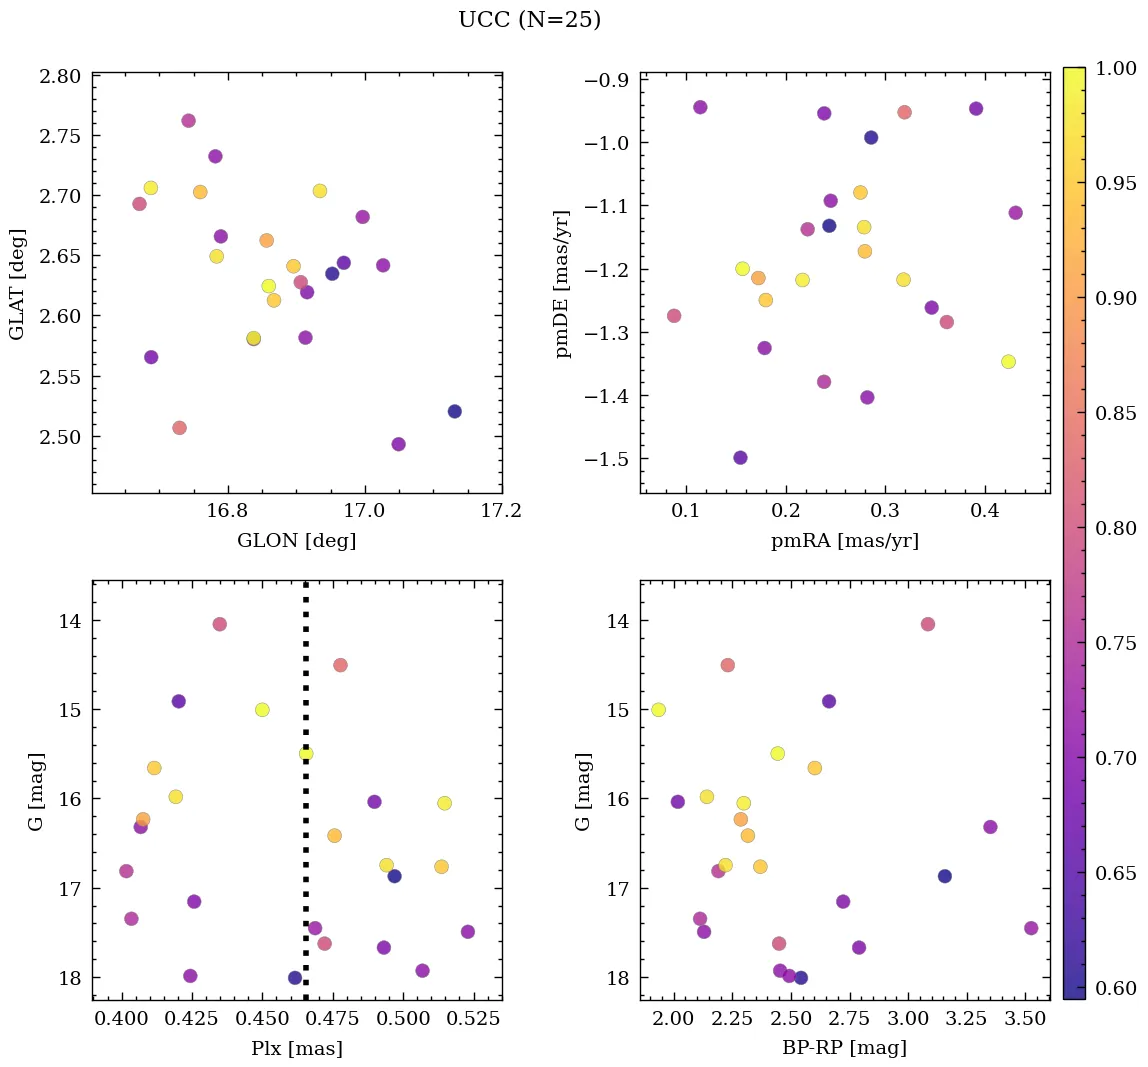 UCC (N=25)
2.80
2.75
2.70
2.65
2.60
2.55
2.50
GLAT [deg]
16.8 17.0 17.2
GLON [deg]
−0.9
−1.0
−1.1
−1.2
−1.3
−1.4
−1.5
pmDE [mas/yr]
0.1 0.2 0.3 0.4
pmRA [mas/yr]
14
15
16
17
18
G [mag]
0.400 0.425 0.450 0.475 0.500 0.525
Plx [mas]
14
15
16
17
18
G [mag]
2.00 2.25 2.50 2.75 3.00 3.25 3.50
BP-RP [mag]
1.00
0.95
0.90
0.85
0.80
0.75
0.70
0.65
0.60